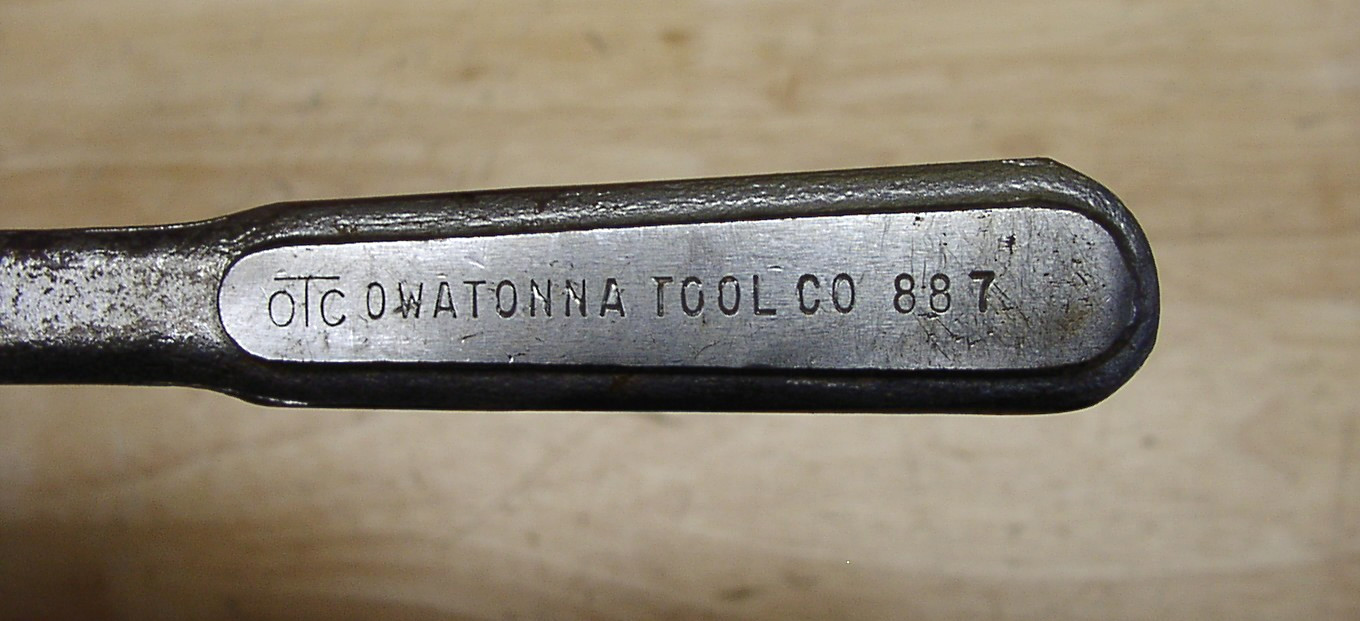 OTC OWATONNA TOOL CO 887